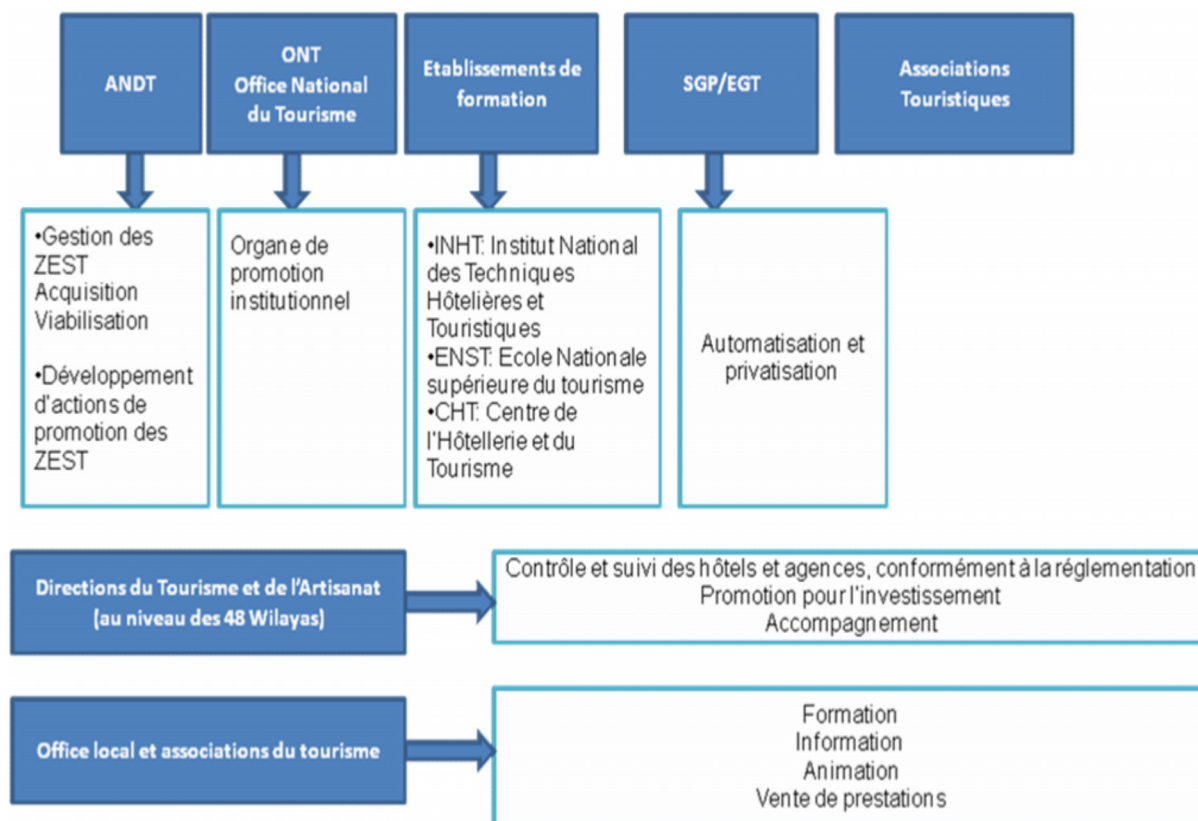 ANDT
ONT
Office National
du Tourisme
Etablissements de
formation
SGP/EGT
Associations
Touristiques
•Gestion des
ZEST
Acquisition
Viabilisation
•Développement
d'actions de
promotion des
ZEST
Organe de
promotion
institutionnel
•INHT: Institut National
des Techniques
Hôtelières et
Touristiques
•ENST: Ecole Nationale
supérieure du tourisme
•CHT: Centre de
l'Hôtellerie et du
Tourisme
Automatisation et
privatisation
Directions du Tourisme et de l’Artisanat
(au niveau des 48 Wilayas)
Contrôle et suivi des hôtels et agences, conformément à la réglementation
Promotion pour l'investissement
Accompagnement
Office local et associations du tourisme
Formation
Information
Animation
Vente de prestations